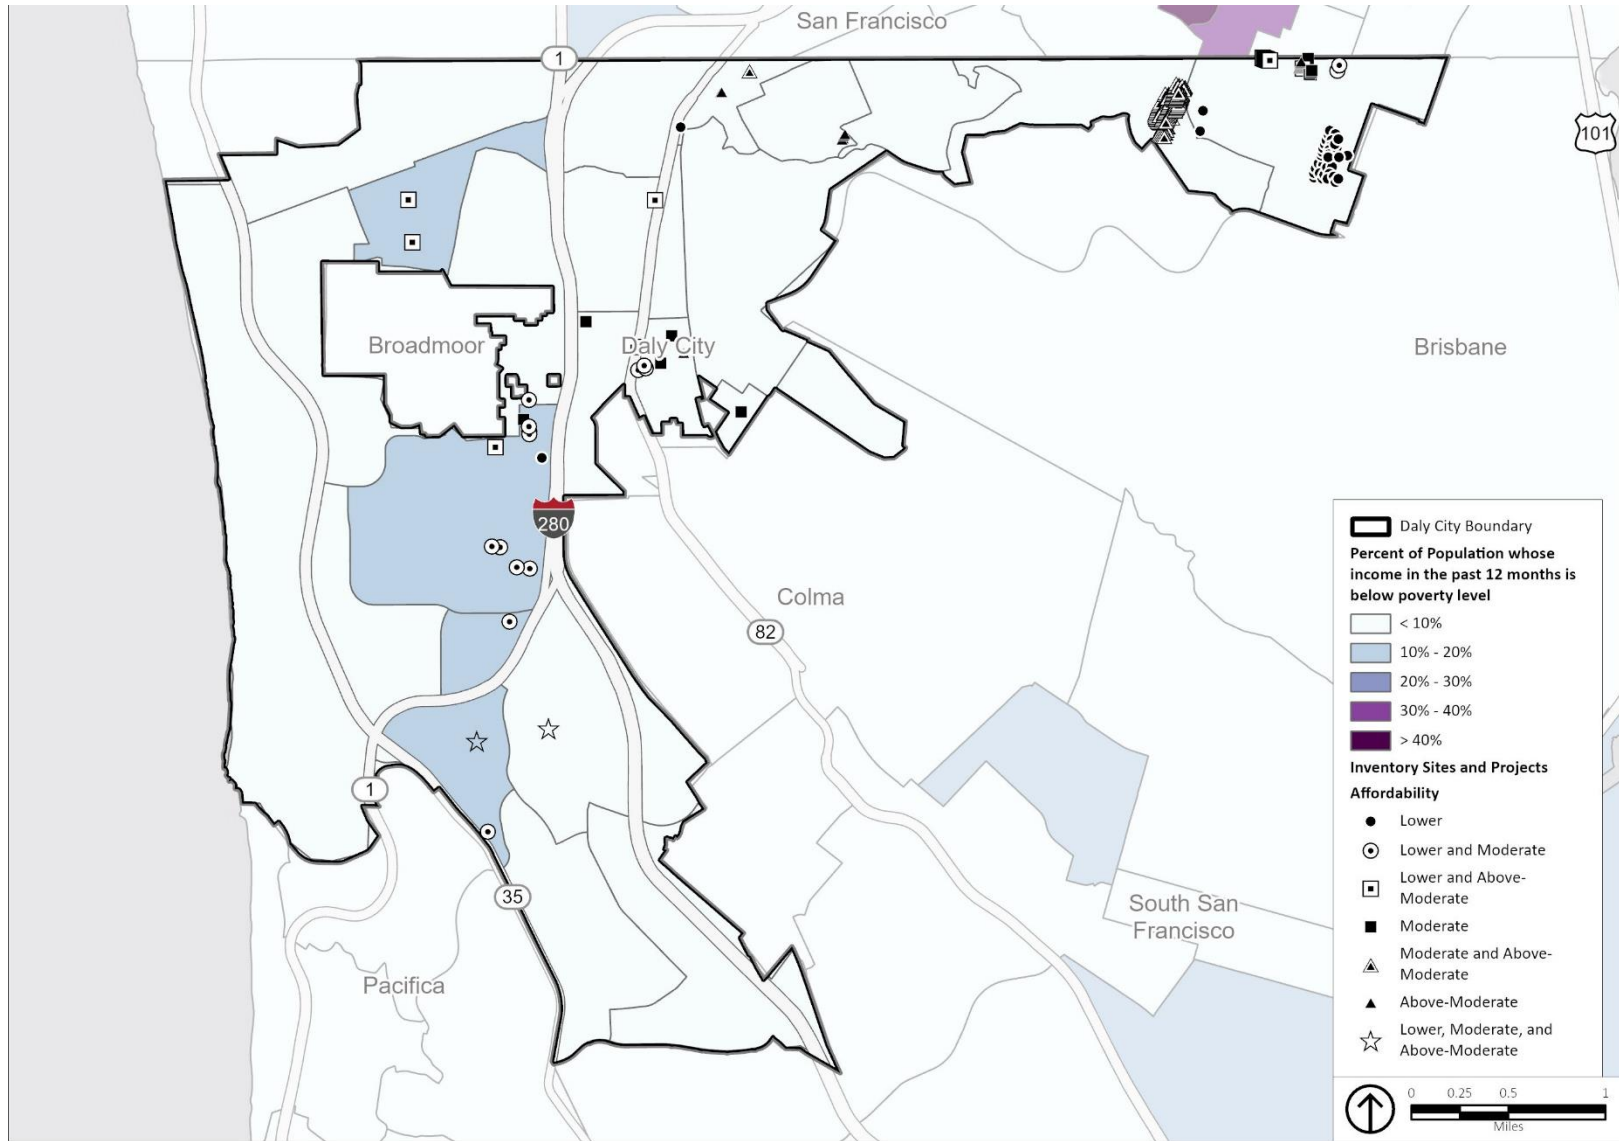 San Francisco
1
101
Broadmoor
Daly City
Brisbane
280
Colma
82
1
35
South San
Francisco
Pacifica
Daly City Boundary
Percent of Population whose
income in the past 12 months is
below poverty level
< 10%
10% - 20%
20% - 30%
30% - 40%
> 40%
Inventory Sites and Projects
Affordability
Lower
Lower and Moderate
Lower and Above-
Moderate
Moderate
Moderate and Above-
Moderate
Above-Moderate
Lower, Moderate, and
Above-Moderate
0 0.25 0.5 1
Miles